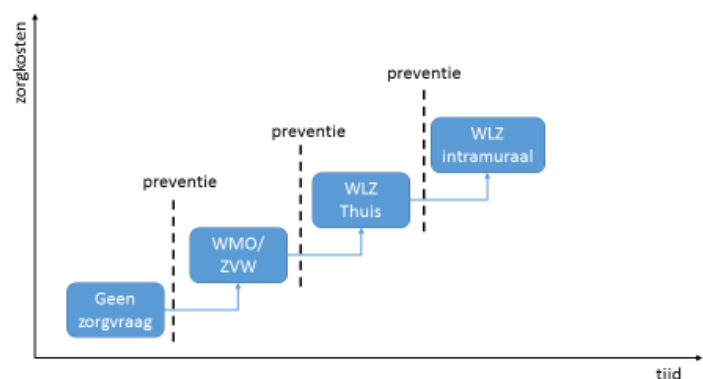 zorgkosten
preventie
preventie
preventie
WLZ
intramuraal
WLZ
Thuis
WMO/
ZVW
Geen
zorgvraag
tijd